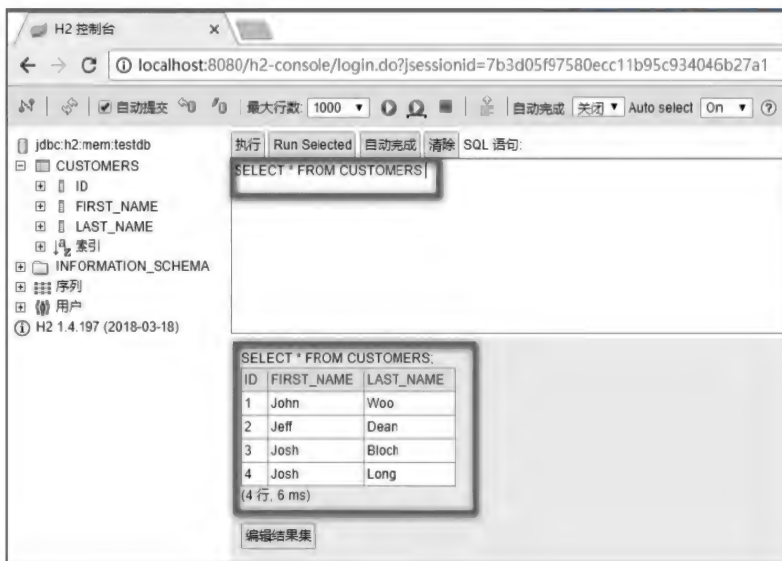 H2 控制台
localhost:8080/h2-console/login.do?jsessionid=7b3d05f97580ecc11b95c934046b27a1
自动提交 最大行数: 1000 自动完成 关闭 Auto select On
jdbc:h2:mem:testdb
CUSTOMERS
ID
FIRST_NAME
LAST_NAME
索引
INFORMATION_SCHEMA
序列
用户
H2 1.4.197 (2018-03-18)
执行 Run Selected 自动完成 清除 SQL 语句:
SELECT * FROM CUSTOMERS
SELECT * FROM CUSTOMERS;
ID FIRST_NAME LAST_NAME
1 John Woo
2 Jeff Dean
3 Josh Bloch
4 Josh Long
(4 行, 6 ms)
编辑结果集